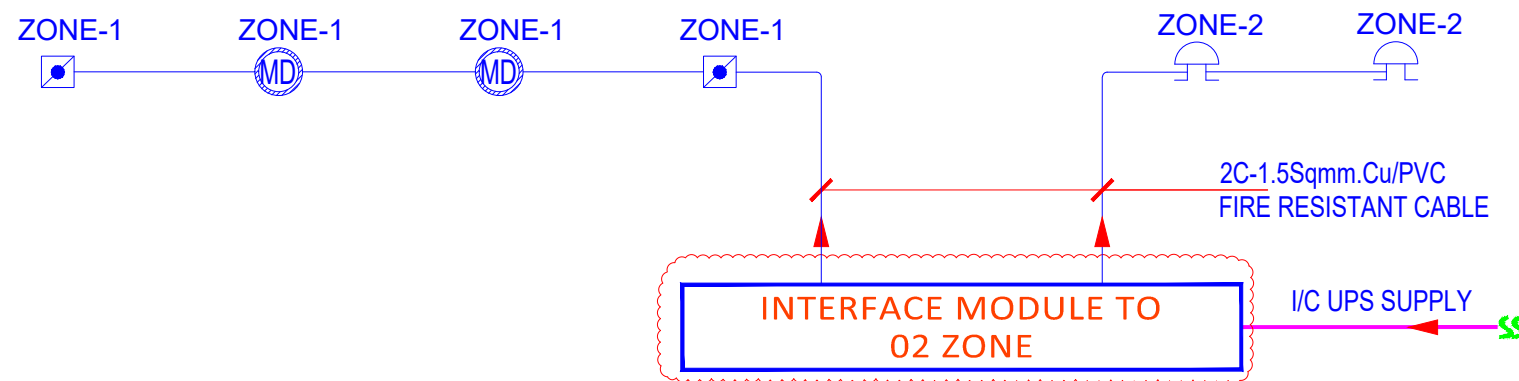 ZONE-1 ZONE-1 ZONE-1 ZONE-1 ZONE-2 ZONE-2
MD MD
2C-1.5Sqmm.Cu/PVC
FIRE RESISTANT CABLE
I/C UPS SUPPLY
INTERFACE MODULE TO
02 ZONE